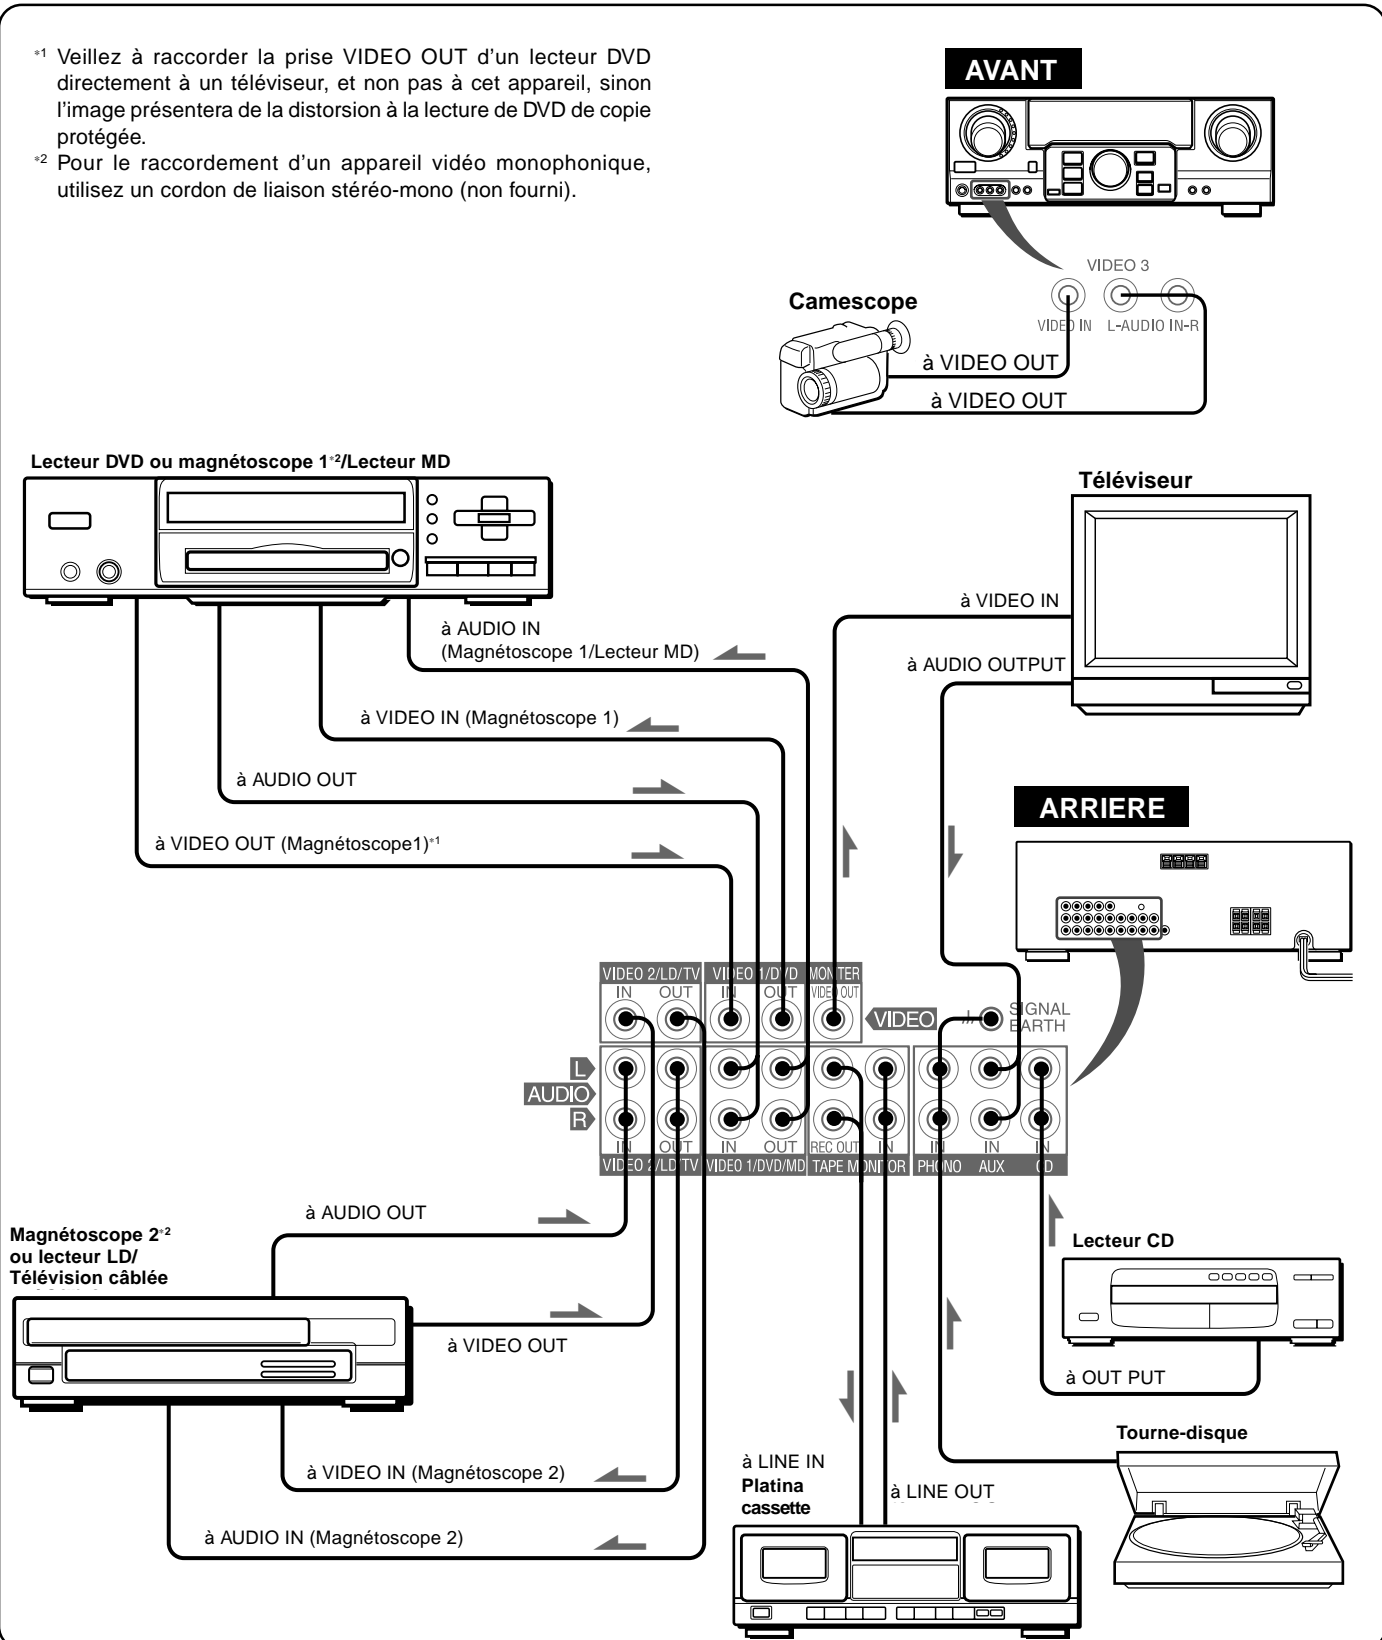 *1 Veillez à raccorder la prise VIDEO OUT d'un lecteur DVD
directement à un téléviseur, et non pas à cet appareil, sinon
l'image présentera de la distorsion à la lecture de DVD de copie
protégée.
*2 Pour le raccordement d'un appareil vidéo monophonique,
utilisez un cordon de liaison stéréo-mono (non fourni).
AVANT
VIDEO 3
VIDEO IN L-AUDIO IN-R
Camescope
à VIDEO OUT
à VIDEO OUT
Lecteur DVD ou magnétoscope 1*2/Lecteur MD
Téléviseur
à VIDEO IN
à AUDIO OUTPUT
à AUDIO IN
(Magnétoscope 1/Lecteur MD)
à VIDEO IN (Magnétoscope 1)
à AUDIO OUT
à VIDEO OUT (Magnétoscope1)*1
ARRIERE
VIDEO 2/LD/TV VIDEO 1/DVD MONITER
IN OUT IN OUT VIDEO OUT
VIDEO
SIGNAL
EARTH
L
AUDIO
R
IN OUT IN OUT REC OUT IN IN IN IN
VIDEO 2/LD/TV VIDEO 1/DVD/MD TAPE MONITOR PHONO AUX CD
à AUDIO OUT
Magnétoscope 2*2
ou lecteur LD/
Télévision câblée
à VIDEO OUT
à VIDEO IN (Magnétoscope 2)
à AUDIO IN (Magnétoscope 2)
Lecteur CD
à OUT PUT
Tourne-disque
à LINE IN
Platina
cassette
à LINE OUT